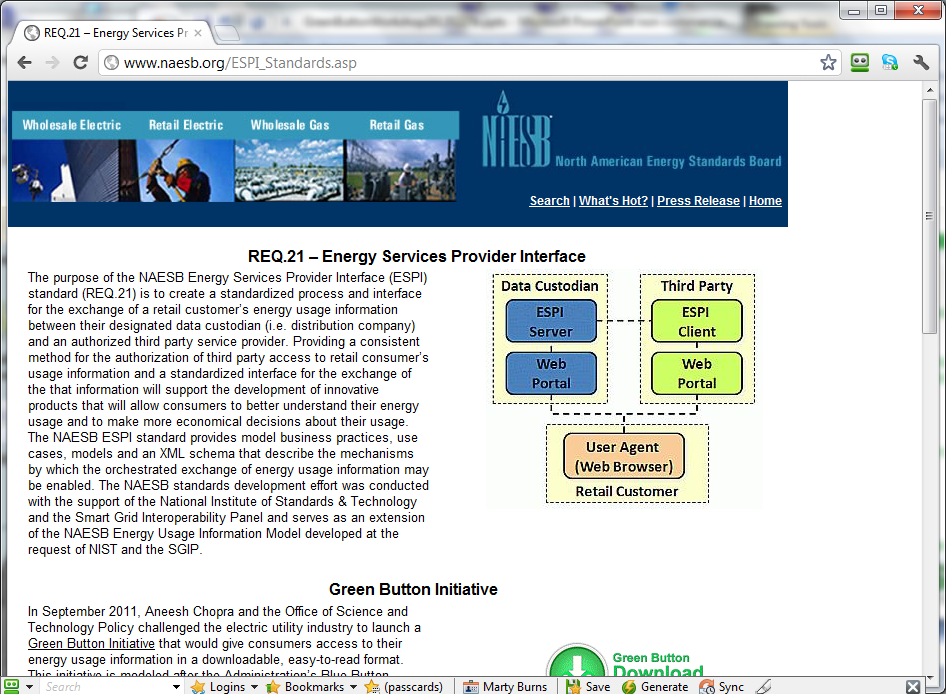 REQ.21 – Energy Services Pr
www.naesb.org/ESPI_Standards.asp
Wholesale Electric Retail Electric Wholesale Gas Retail Gas
NAESB
North American Energy Standards Board
Search | What's Hot? | Press Release | Home
REQ.21 – Energy Services Provider Interface
The purpose of the NAESB Energy Services Provider Interface (ESPI)
standard (REQ.21) is to create a standardized process and interface
for the exchange of a retail customer's energy usage information
between their designated data custodian (i.e. distribution company)
and an authorized third party service provider. Providing a consistent
method for the authorization of third party access to retail consumer's
usage information and a standardized interface for the exchange of
the that information will support the development of innovative
products that will allow consumers to better understand their energy
usage and to make more economical decisions about their usage.
The NAESB ESPI standard provides model business practices, use
cases, models and an XML schema that describe the mechanisms
by which the orchestrated exchange of energy usage information may
be enabled. The NAESB standards development effort was conducted
with the support of the National Institute of Standards & Technology
and the Smart Grid Interoperability Panel and serves as an extension
of the NAESB Energy Usage Information Model developed at the
request of NIST and the SGIP.
Data Custodian
ESPI
Server
Web
Portal
Third Party
ESPI
Client
Web
Portal
User Agent
(Web Browser)
Retail Customer
Green Button Initiative
In September 2011, Aneesh Chopra and the Office of Science and
Technology Policy challenged the electric utility industry to launch a
Green Button Initiative that would give consumers access to their
energy usage information in a downloadable, easy-to-read format.
This initiative is modeled after the Administration's Blue Button
Green Button
Download
Search Logins Bookmarks (passcards) Marty Burns Save Generate Sync